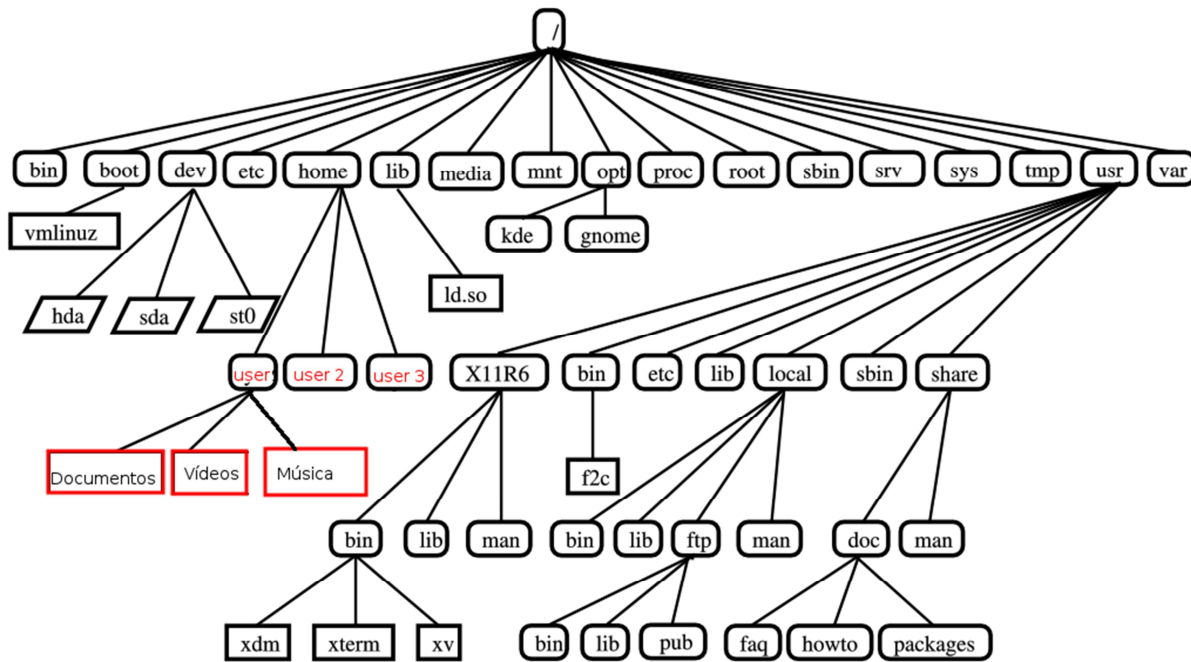 /
bin boot dev etc home lib media mnt opt proc root sbin srv sys tmp usr var
vmlinuz kde gnome
hda sda st0 ld.so
user user 2 user 3 X11R6 bin etc lib local sbin share
Documentos Vídeos Música f2c
bin lib man bin lib ftp man doc man
xdm xterm xv bin lib pub faq howto packages